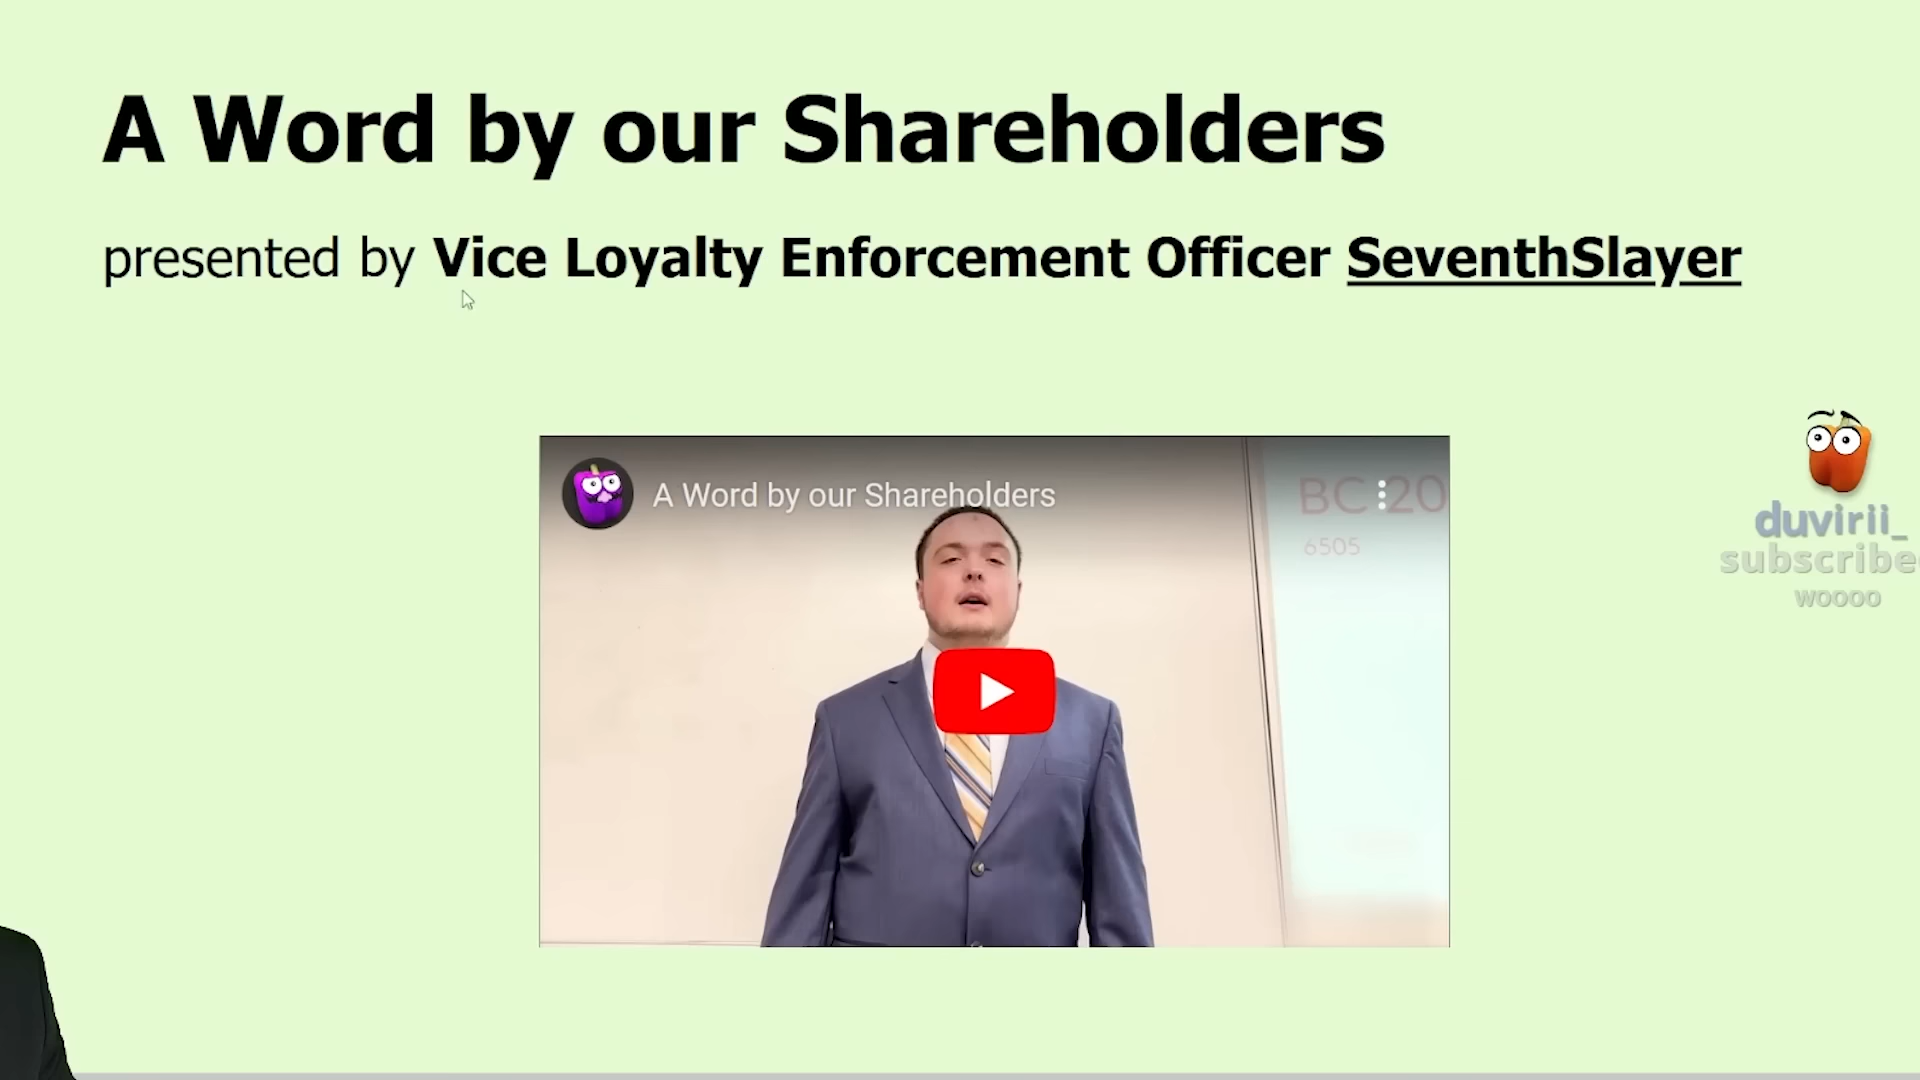 A Word by our Shareholders
presented by Vice Loyalty Enforcement Officer SeventhSlayer
A Word by our Shareholders
BC 20
6505
duvirii_
subscribe
woooo